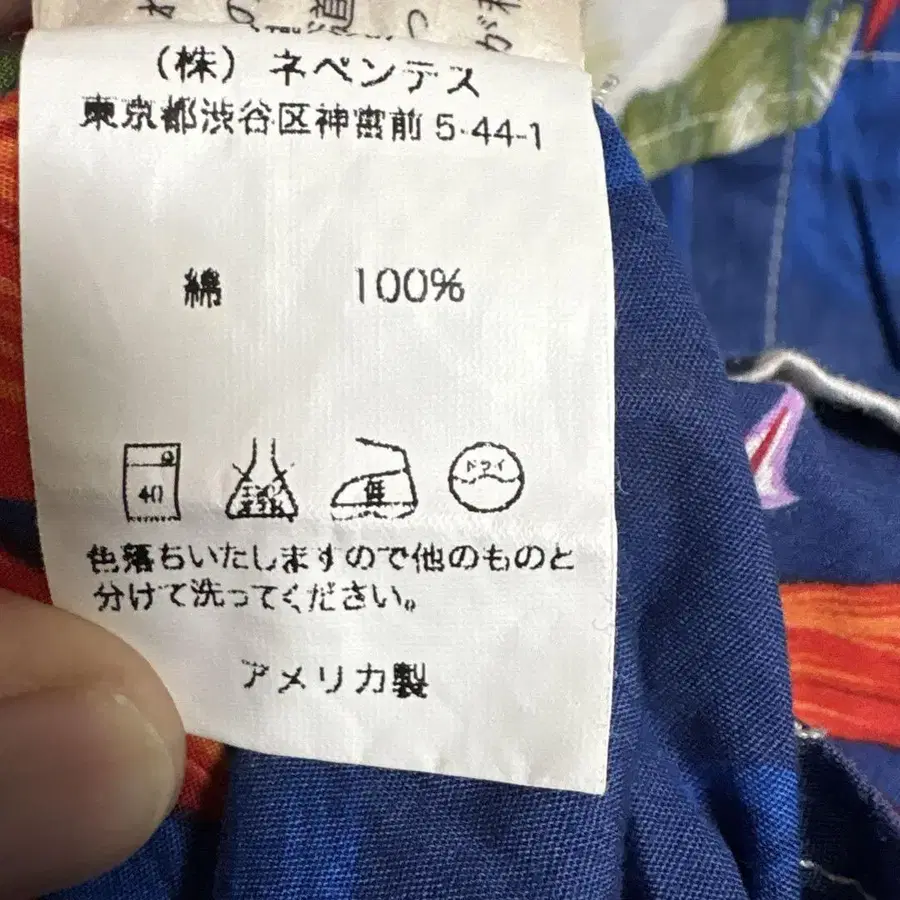 (株) ネペンテス
東京都渋谷区神宮前 5-44-1
綿 100%
40 低 ドライ
色落ちいたしますので他のものと
分けて洗ってください。
アメリカ製